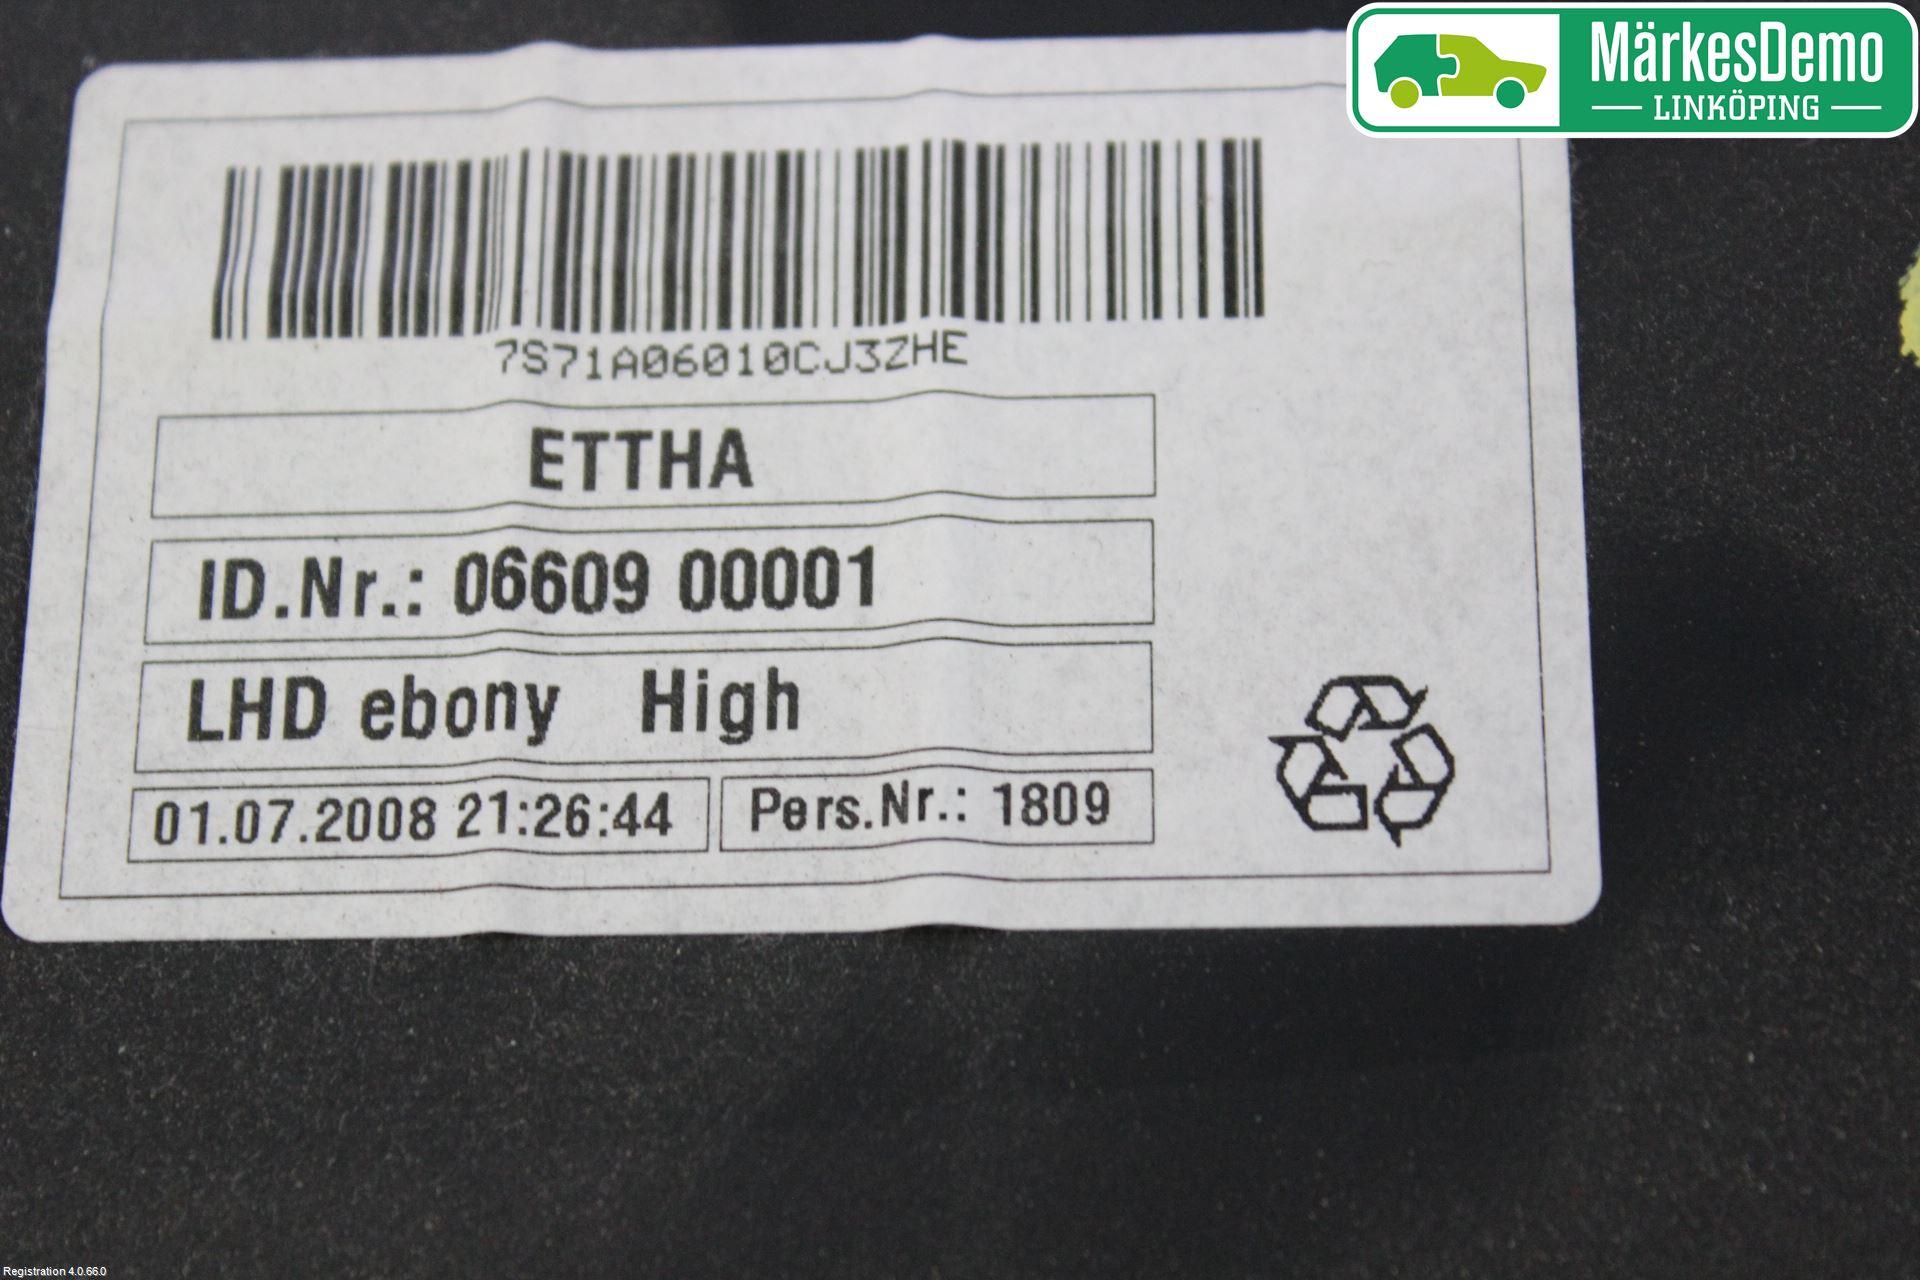 MärkesDemo
LINKÖPING
7S71A06010CJ3ZHE
ETTHA
ID.Nr.: 06609 00001
LHD ebony High
01.07.2008 21:26:44
Pers.Nr.: 1809
Registration 4.0.66.0